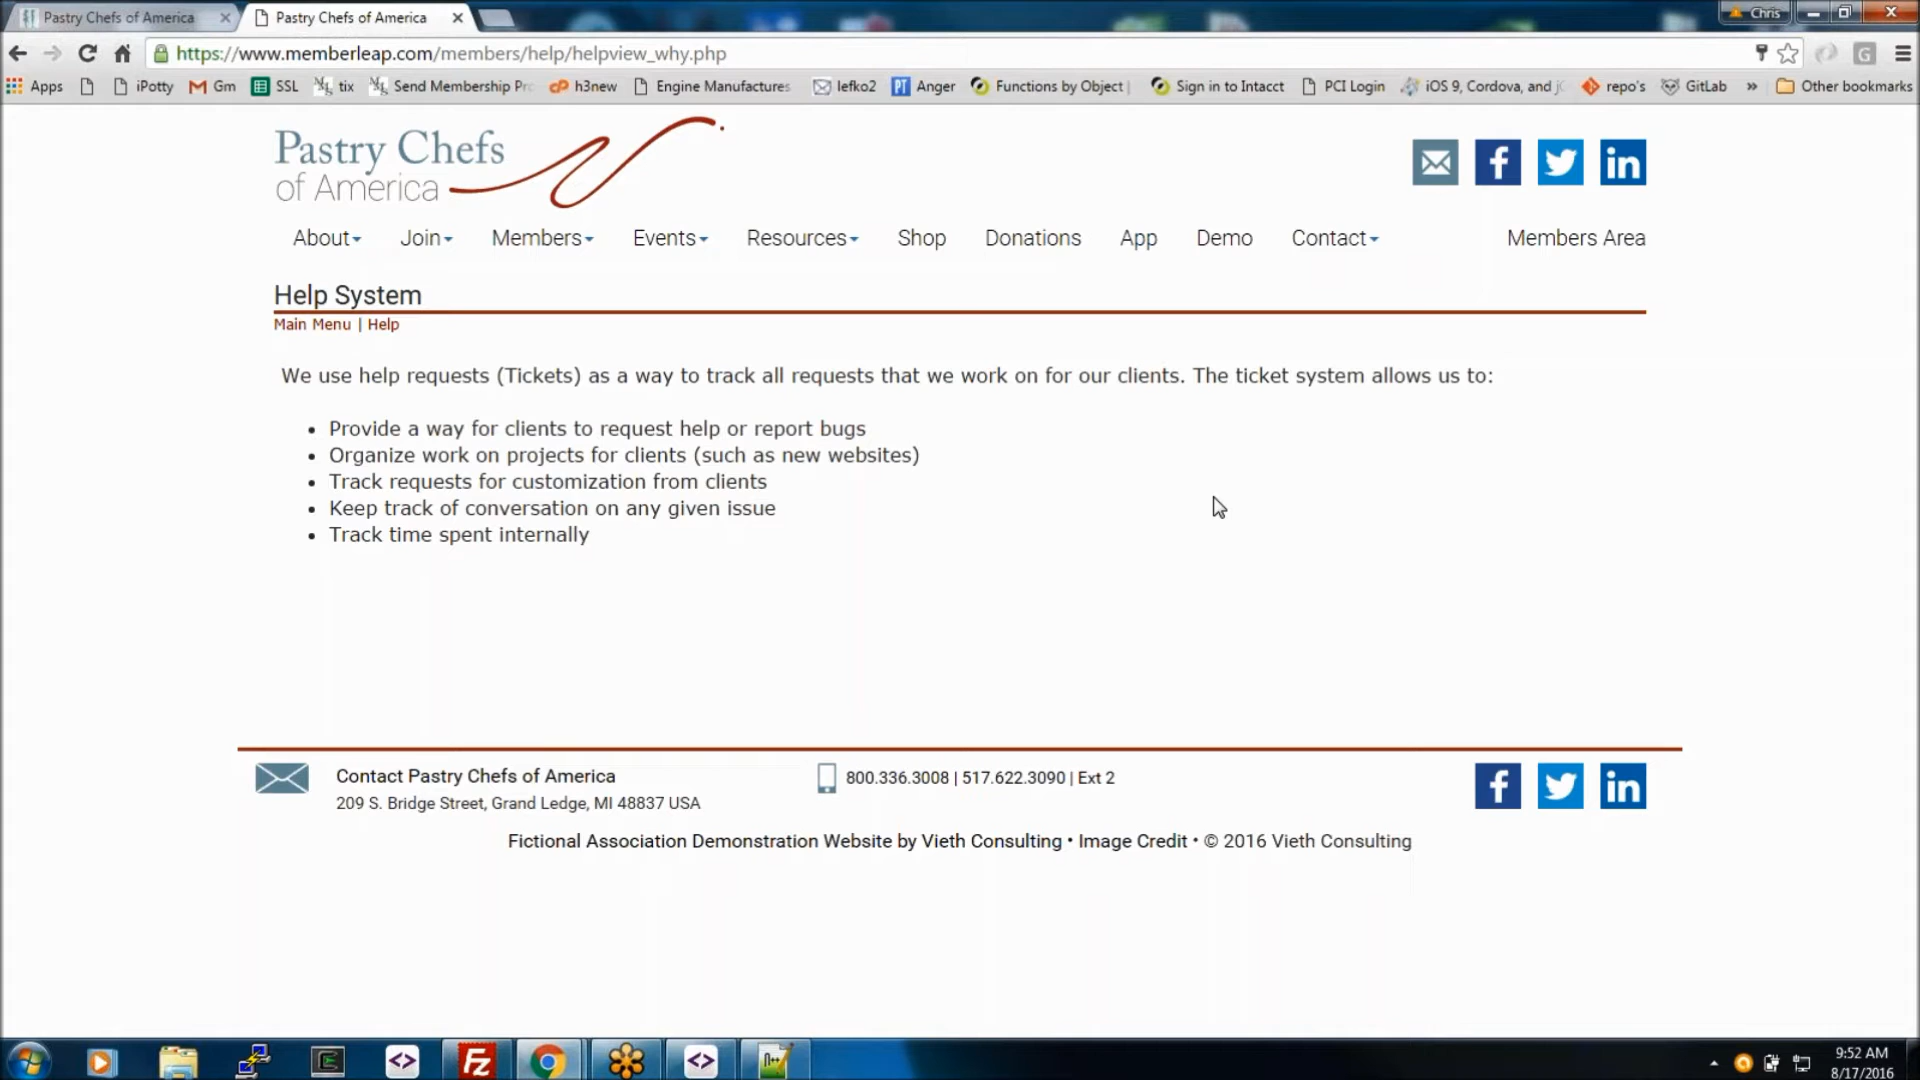 Pastry Chefs of America
Pastry Chefs of America
Chris
https://www.memberleap.com/members/help/helpview_why.php
Apps
iPotty
Gm
SSL
tix
Send Membership Pr
h3new
Engine Manufactures
lefko2
PT
Anger
Functions by Object
Sign in to Intacct
PCI Login
iOS 9, Cordova, and j
repo's
GitLab
»
Other bookmarks
Pastry Chefs
of America
About
Join
Members
Events
Resources
Shop
Donations
App
Demo
Contact
Members Area
Help System
Main Menu | Help
We use help requests (Tickets) as a way to track all requests that we work on for our clients. The ticket system allows us to:
• Provide a way for clients to request help or report bugs
• Organize work on projects for clients (such as new websites)
• Track requests for customization from clients
• Keep track of conversation on any given issue
• Track time spent internally
Contact Pastry Chefs of America
209 S. Bridge Street, Grand Ledge, MI 48837 USA
800.336.3008 | 517.622.3090 | Ext 2
Fictional Association Demonstration Website by Vieth Consulting • Image Credit • © 2016 Vieth Consulting
9:52 AM
8/17/2016